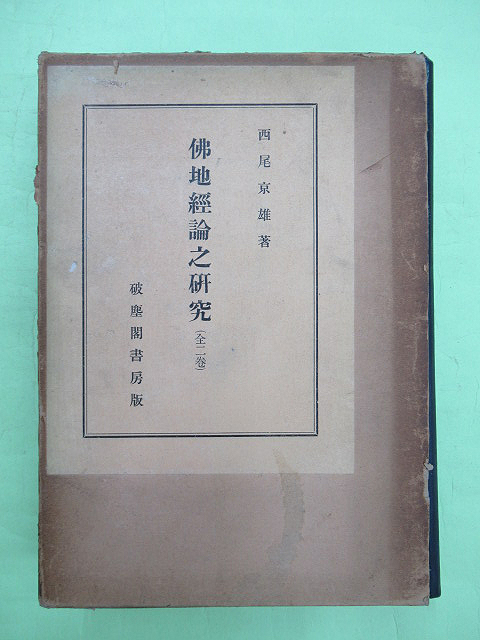 西尾京雄著
佛地經論之硏究(全二卷)
破塵閣書房版